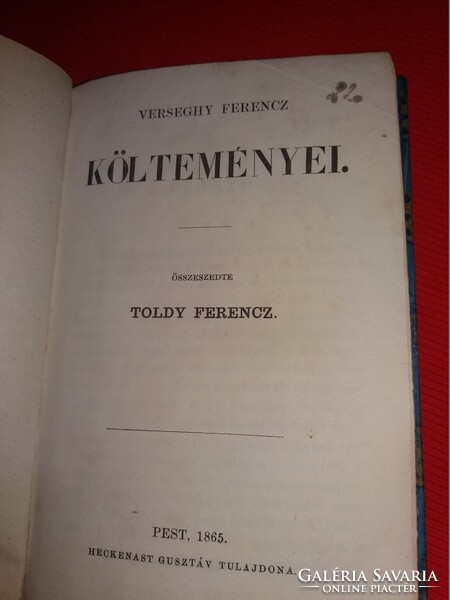 VERSEGHY FERENCZ
KÖLTEMÉNYEI.
ÖSSZESZEDTE
TOLDY FERENCZ.
PEST, 1865.
HECKENAST GUSZTÁV TULAJDONA.
GALÉRIA SAVARIA
ONLINE PIACTÉR